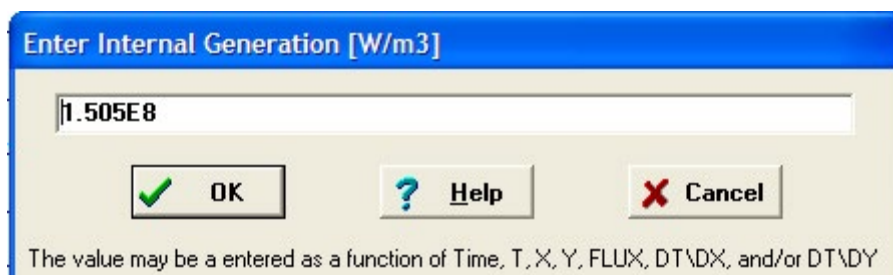 Enter Internal Generation [W/m3]
1.505E8
OK Help Cancel
The value may be a entered as a function of Time, T, X, Y, FLUX, DT\DX, and/or DT\DY